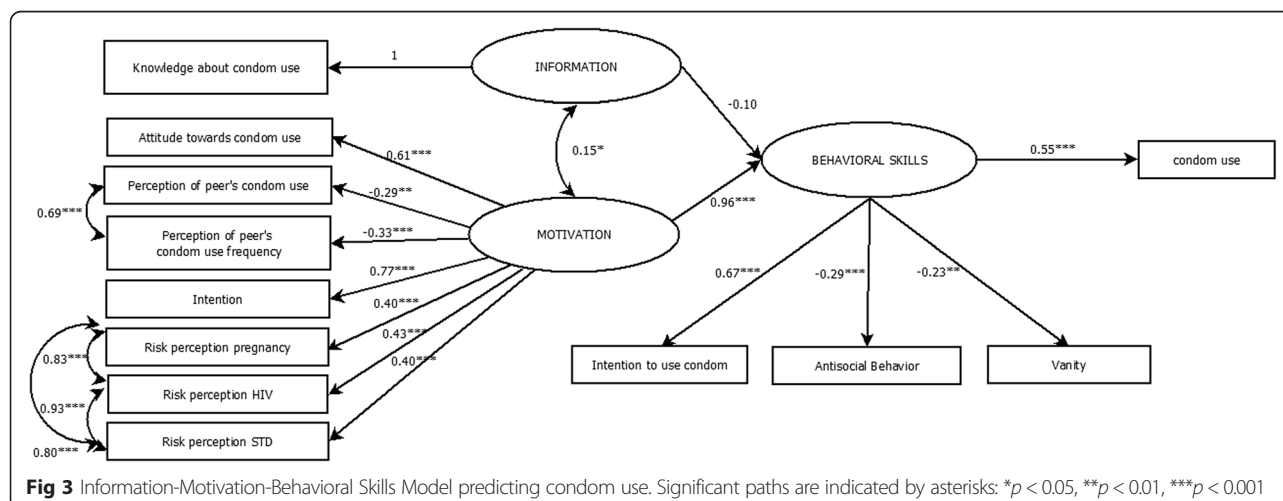 Knowledge about condom use
1
INFORMATION
Attitude towards condom use
0.61***
0.15*
-0.10
BEHAVIORAL SKILLS
0.55***
condom use
Perception of peer's condom use
-0.29**
0.69***
Perception of peer's
condom use frequency
-0.33***
MOTIVATION
0.96***
Intention
0.77***
0.67***
-0.29***
-0.23**
Risk perception pregnancy
0.40***
0.83***
Risk perception HIV
0.43***
0.93***
Risk perception STD
0.40***
0.80***
Intention to use condom
Antisocial Behavior
Vanity
Fig 3 Information-Motivation-Behavioral Skills Model predicting condom use. Significant paths are indicated by asterisks: *p < 0.05, **p < 0.01, ***p < 0.001